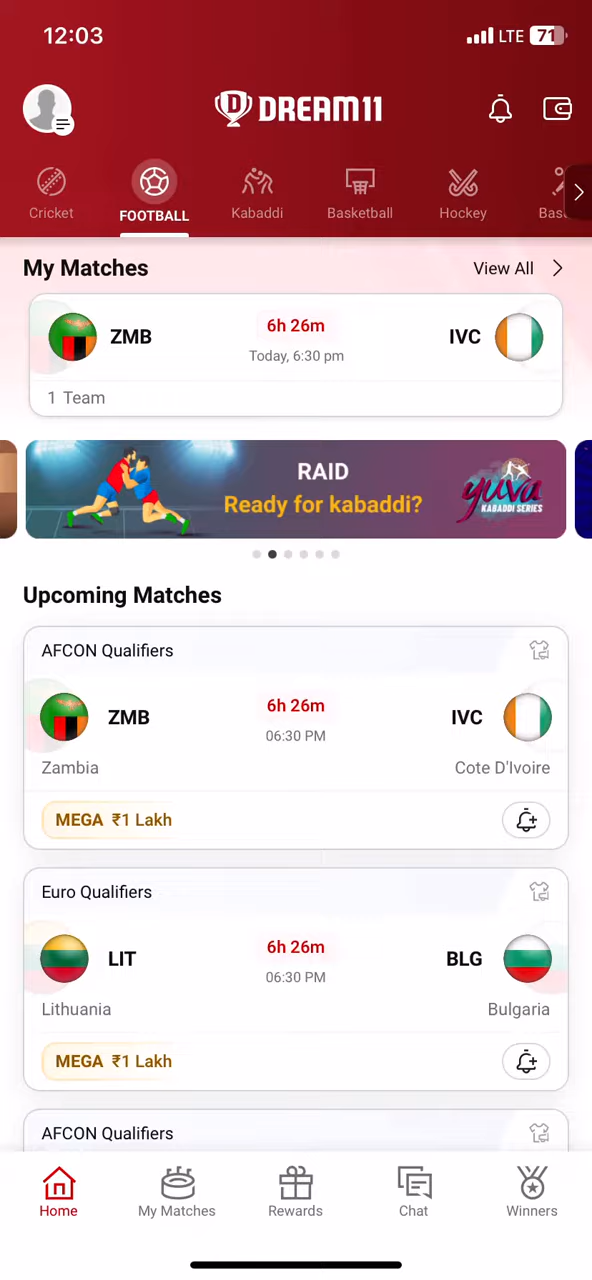 12:03
LTE 71
D DREAM11
Cricket FOOTBALL Kabaddi Basketball Hockey
My Matches View All
ZMB 6h 26m IVC
Today, 6:30 pm
1 Team
RAID
Ready for kabaddi?
yuva
KABADDI SERIES
Upcoming Matches
AFCON Qualifiers
ZMB 6h 26m IVC
06:30 PM
Zambia Cote D'Ivoire
MEGA ₹1 Lakh
Euro Qualifiers
LIT 6h 26m BLG
06:30 PM
Lithuania Bulgaria
MEGA ₹1 Lakh
AFCON Qualifiers
Home My Matches Rewards Chat Winners